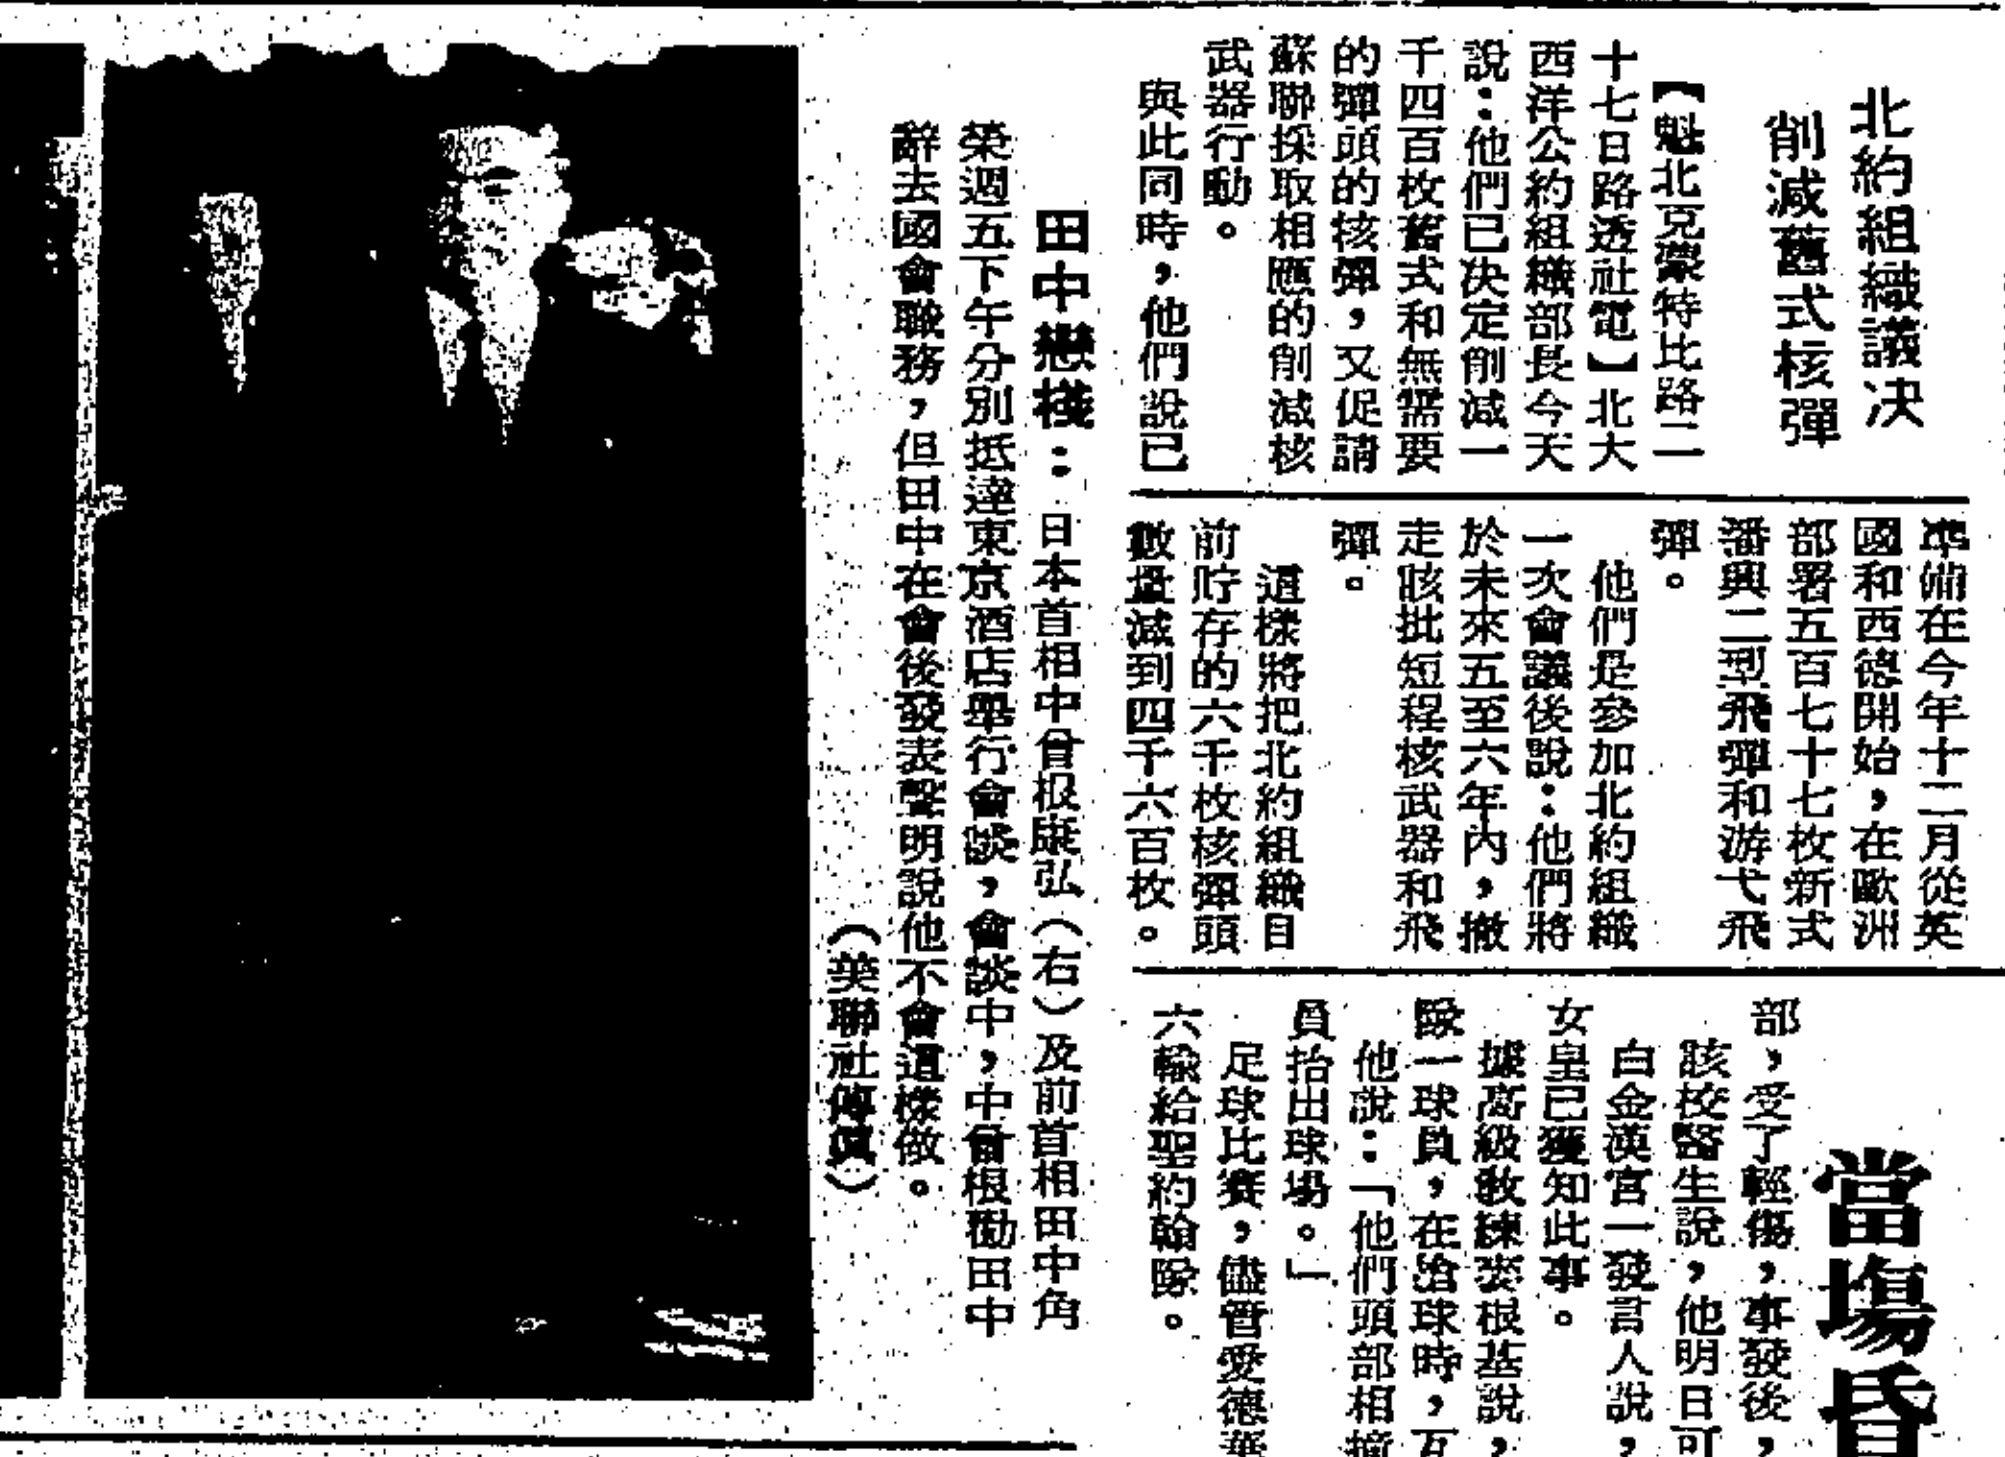 北約組織議決
削減舊式核彈
【魁北克蒙特比路二
十七日路透社電】北大
西洋公約組織部長今天
說：他們已决定削減一
千四百枚舊式和無需要
的彈頭的核彈，又促請
蘇聯採取相應的削減核
武器行動。
與此同時，他們說已
準備在今年十二月從英
國和西德開始，在歐洲
部署五百七十七枚新式
潘興二型飛彈和游弋飛
彈。
他們是參加北約組織
一次會議後說：他們將
於未來五至六年內，撤
走該批短程核武器和飛
彈。
這樣將把北約組織目
前貯存的六千枚核彈頭
數量減到四千六百枚。
田中戀棧：日本首相中曾根康弘（右）及前首相田中角
榮週五下午分別抵達東京酒店舉行會談，會談中，中曾根勸田中
辭去國會職務，但田中在會後發表聲明說他不會這樣做。
（美聯社傳真）
當場昏
部，受了輕傷，事發後，
該校醫生說，他明日可
白金漢宮一發言人說，
女皇已獲知此事。
據高級教練麥根基說，
隊一球員，在搶球時，互
他說：「他們頭部相撞
員抬出球場。」
足球比賽，儘管愛德華
六輸給聖約翰隊。